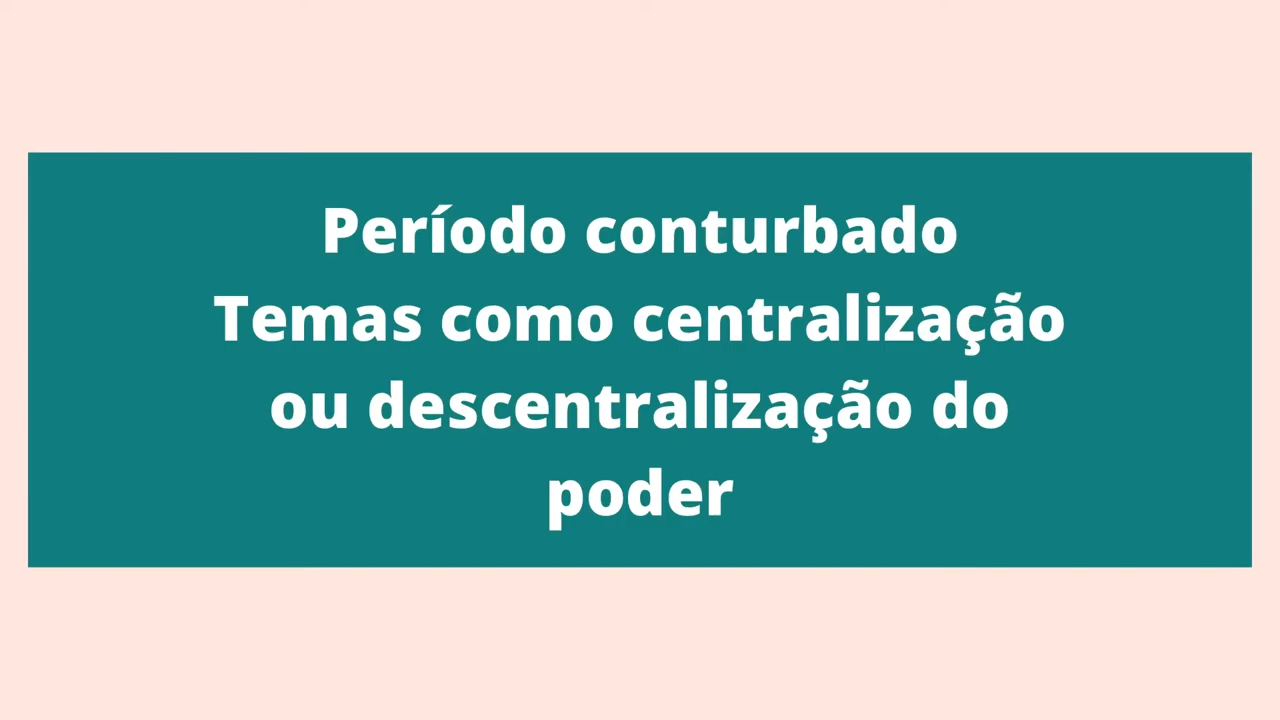 Período conturbado
Temas como centralização
ou descentralização do
poder